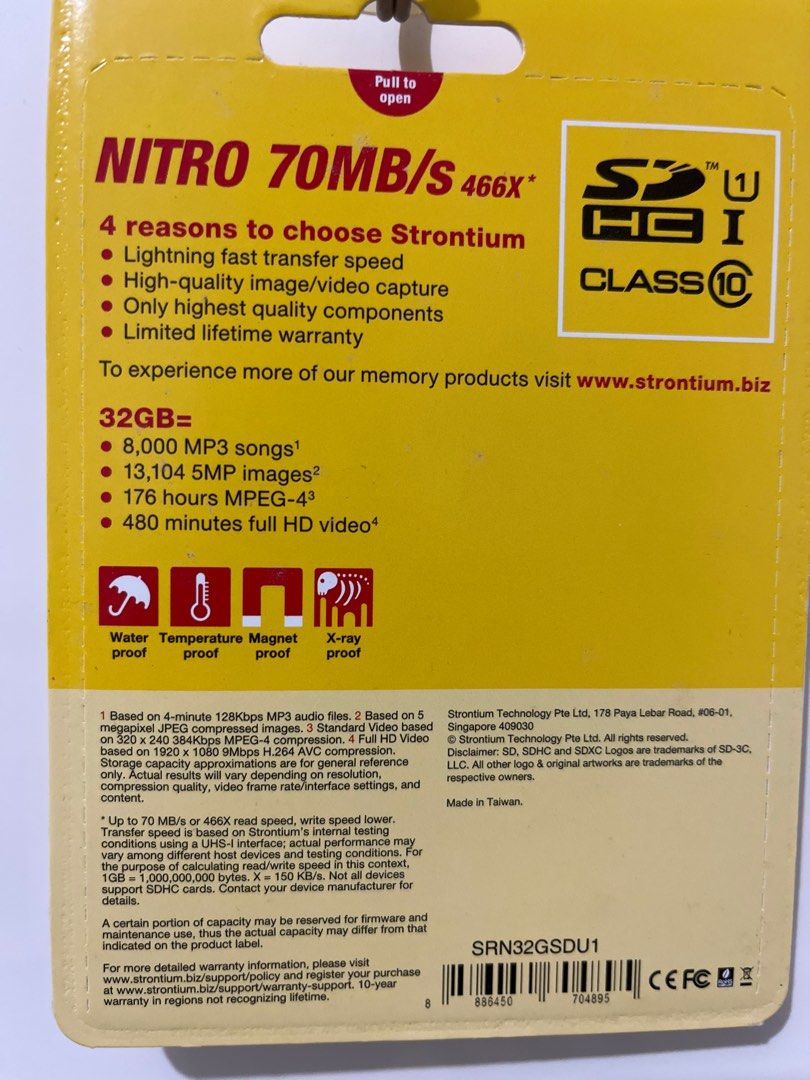 Pull to
open
NITRO 70MB/s 466X*
4 reasons to choose Strontium
• Lightning fast transfer speed
• High-quality image/video capture
• Only highest quality components
• Limited lifetime warranty
SD™ U1
HC I
CLASS 10
To experience more of our memory products visit www.strontium.biz
32GB=
• 8,000 MP3 songs¹
• 13,104 5MP images²
• 176 hours MPEG-4³
• 480 minutes full HD video⁴
Water proof
Temperature proof
Magnet proof
X-ray proof
1 Based on 4-minute 128Kbps MP3 audio files. 2 Based on 5
megapixel JPEG compressed images. 3 Standard Video based
on 320 x 240 384Kbps MPEG-4 compression. 4 Full HD Video
based on 1920 x 1080 9Mbps H.264 AVC compression.
Storage capacity approximations are for general reference
only. Actual results will vary depending on resolution,
compression quality, video frame rate/interface settings, and
content.
* Up to 70 MB/s or 466X read speed, write speed lower.
Transfer speed is based on Strontium's internal testing
conditions using a UHS-I interface; actual performance may
vary among different host devices and testing conditions. For
the purpose of calculating read/write speed in this context,
1GB = 1,000,000,000 bytes. X = 150 KB/s. Not all devices
support SDHC cards. Contact your device manufacturer for
details.
A certain portion of capacity may be reserved for firmware and
maintenance use, thus the actual capacity may differ from that
indicated on the product label.
For more detailed warranty information, please visit
www.strontium.biz/support/policy and register your purchase
at www.strontium.biz/support/warranty-support. 10-year
warranty in regions not recognizing lifetime.
Strontium Technology Pte Ltd, 178 Paya Lebar Road, #06-01,
Singapore 409030
© Strontium Technology Pte Ltd. All rights reserved.
Disclaimer: SD, SDHC and SDXC Logos are trademarks of SD-3C,
LLC. All other logo & original artworks are trademarks of the
respective owners.
Made in Taiwan.
SRN32GSDU1
8 886450 704895
CE FC RoHS